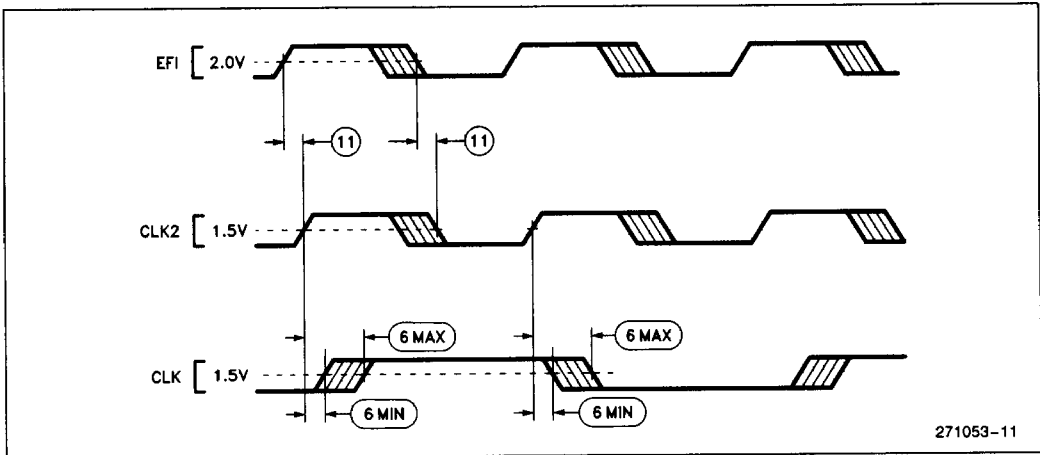 EFI [ 2.0V
11 11
CLK2 [ 1.5V
6 MAX 6 MAX
CLK [ 1.5V
6 MIN 6 MIN
271053-11